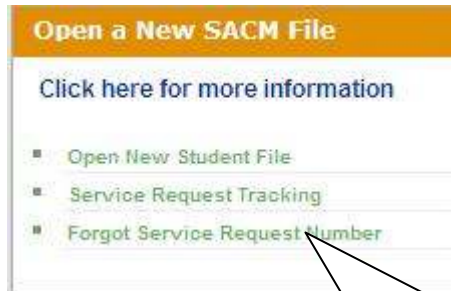 Open a New SACM File
Click here for more information
Open New Student File
Service Request Tracking
Forgot Service Request Number